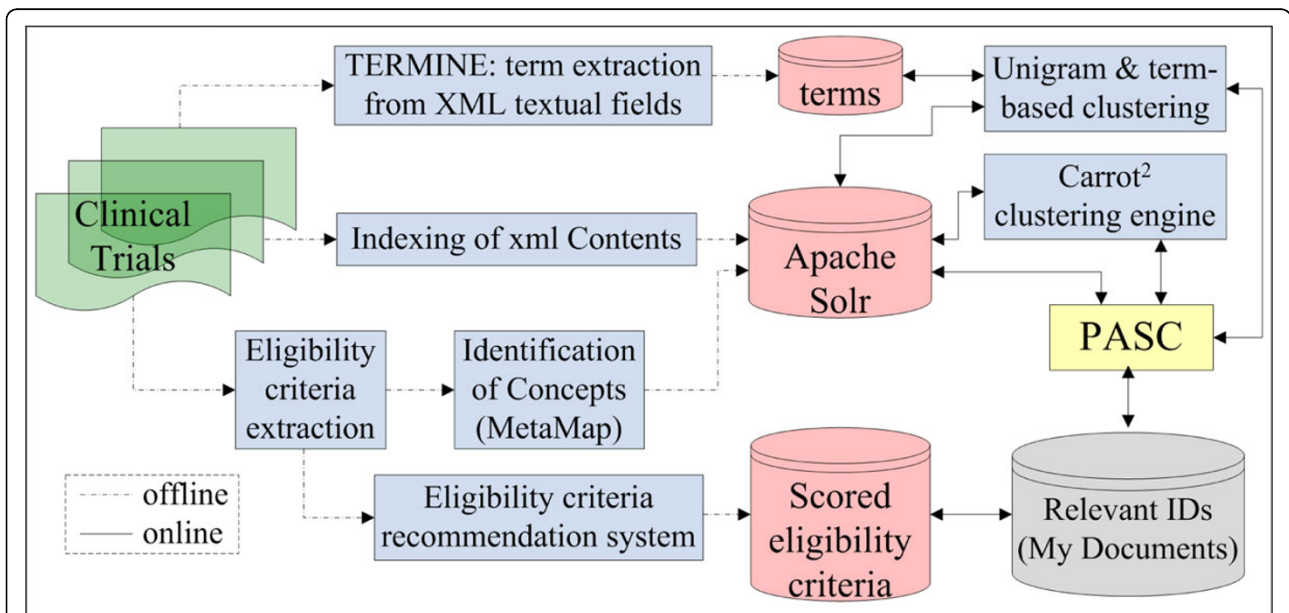 TERMINE: term extraction
from XML textual fields
terms
Unigram & term-
based clustering
Clinical
Trials
Indexing of xml Contents
Apache
Solr
Carrot²
clustering engine
PASC
Eligibility
criteria
extraction
Identification
of Concepts
(MetaMap)
offline
online
Eligibility criteria
recommendation system
Scored
eligibility
criteria
Relevant IDs
(My Documents)